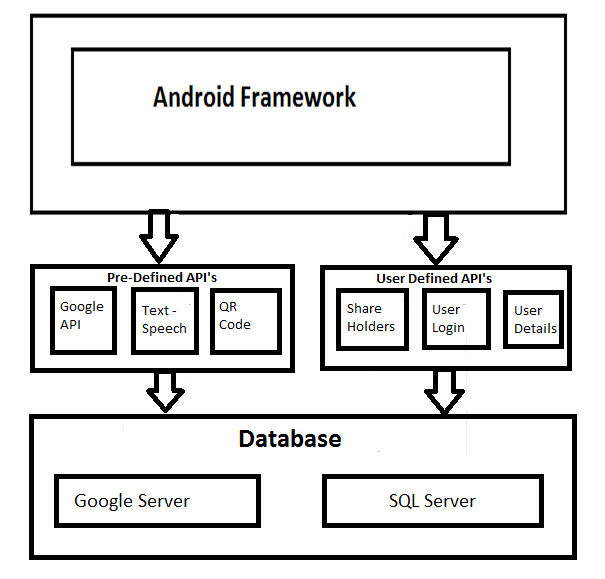 Android Framework
Pre-Defined API's
User Defined API's
Google
API
Text -
Speech
QR
Code
Share
Holders
User
Login
User
Details
Database
Google Server
SQL Server